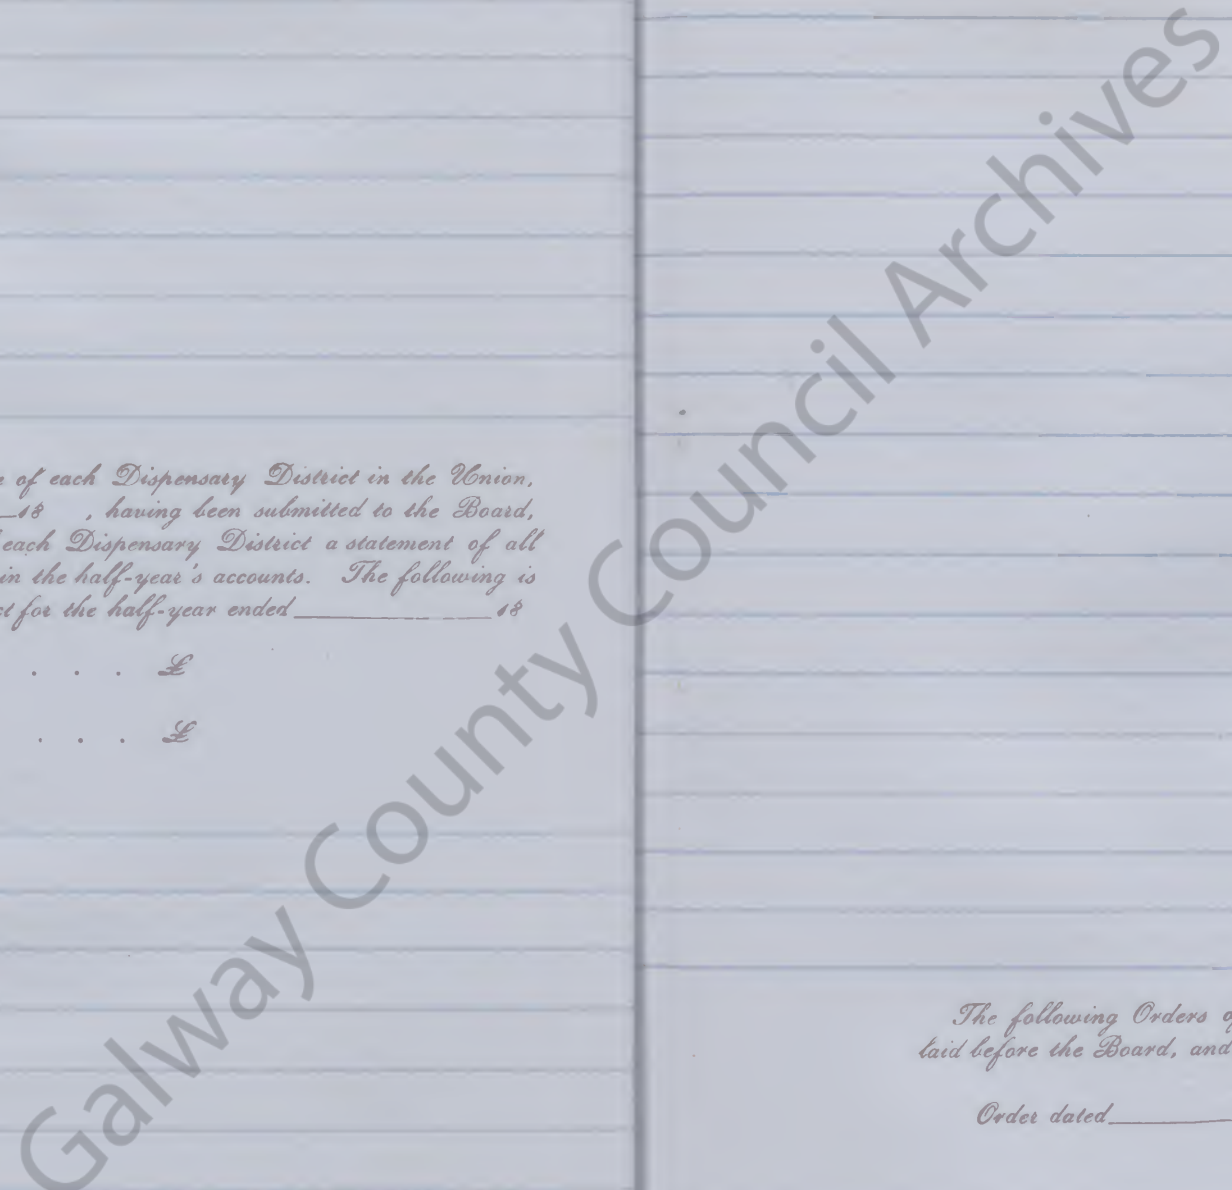 of each Dispensary District in the Union,
18 , having been submitted to the Board,
each Dispensary District a statement of all
in the half-year's accounts. The following is
for the half-year ended 18
. . . £
. . . £
The following Orders
laid before the Board, and
Order dated
Galway County Council Archives